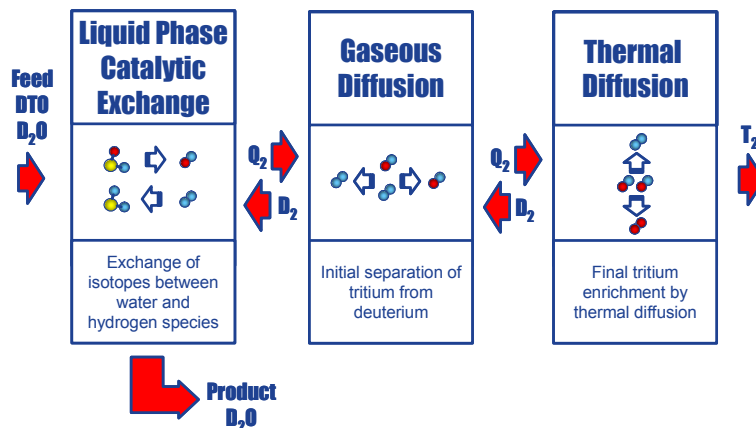 Liquid Phase
Catalytic
Exchange
Gaseous
Diffusion
Thermal
Diffusion
Feed
DTO
D₂O
Q₂
D₂
Q₂
D₂
T₂
Exchange of
isotopes between
water and
hydrogen species
Initial separation of
tritium from
deuterium
Final tritium
enrichment by
thermal diffusion
Product
D₂O